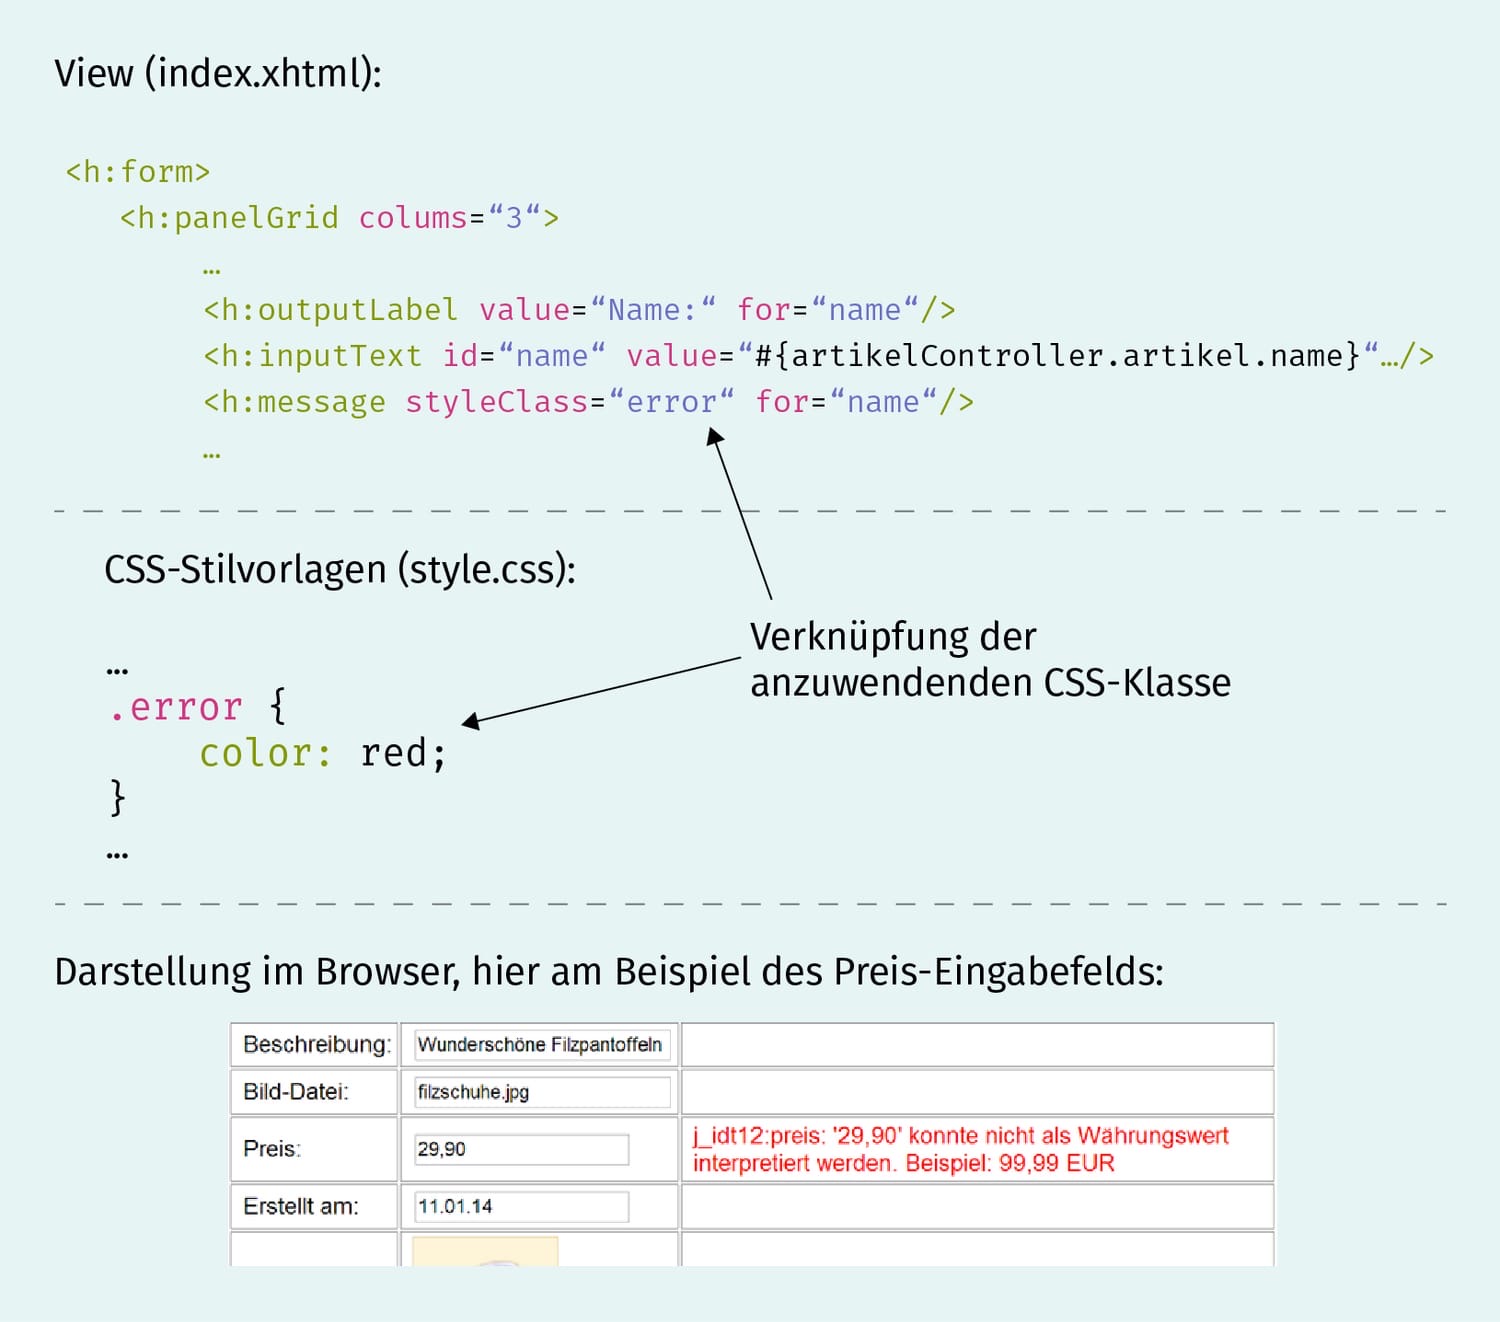 View (index.xhtml):
<h:form>
<h:panelGrid colums=“3“>
…
<h:outputLabel value=“Name:“ for=“name“/>
<h:inputText id=“name“ value=“#{artikelController.artikel.name}“…/>
<h:message styleClass=“error“ for=“name“/>
…
CSS-Stilvorlagen (style.css):
…
.error {
color: red;
}
…
Verknüpfung der
anzuwendenden CSS-Klasse
Darstellung im Browser, hier am Beispiel des Preis-Eingabefelds:
Beschreibung: Wunderschöne Filzpantoffeln
Bild-Datei: filzschuhe.jpg
Preis: 29,90
j_idt12:preis: '29,90' konnte nicht als Währungswert
interpretiert werden. Beispiel: 99,99 EUR
Erstellt am: 11.01.14